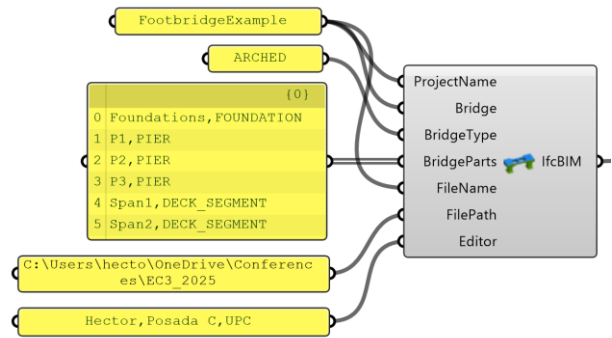 FootbridgeExample
ARCHED
{0}
0 Foundations,FOUNDATION
1 P1,PIER
2 P2,PIER
3 P3,PIER
4 Span1,DECK_SEGMENT
5 Span2,DECK_SEGMENT
C:\Users\hecto\OneDrive\Conferenc
es\EC3_2025
Hector,Posada C,UPC
ProjectName
Bridge
BridgeType
BridgeParts
FileName
FilePath
Editor
IfcBIM